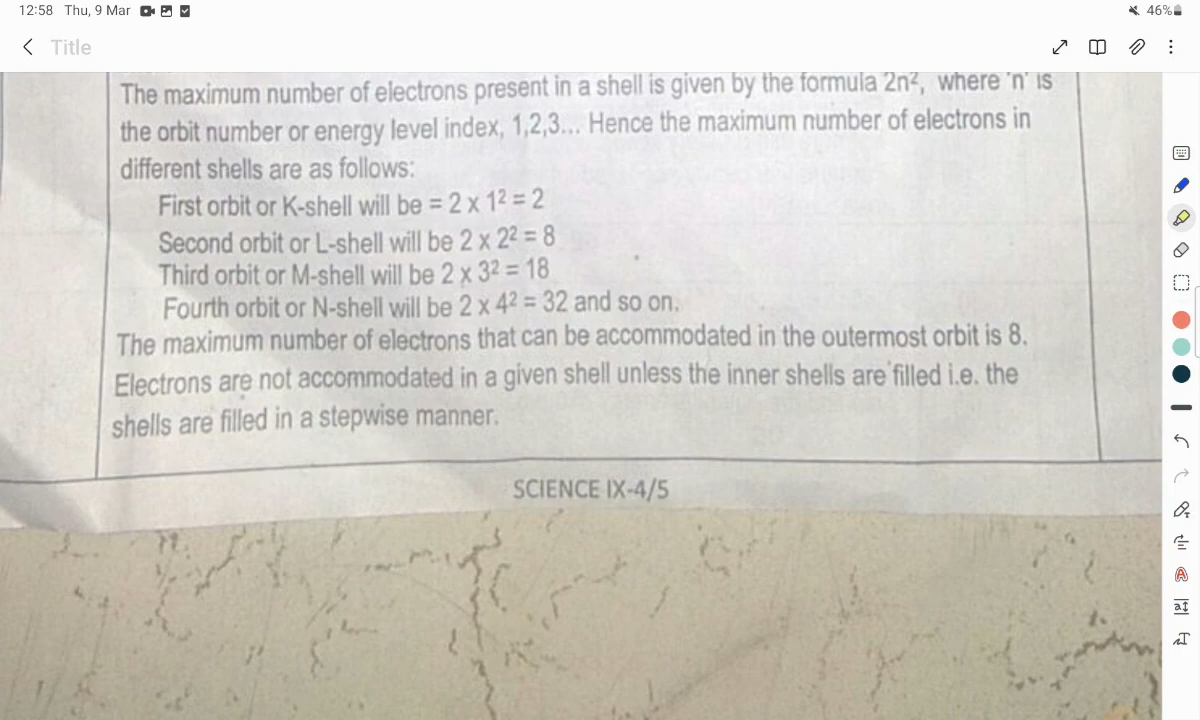 12:58 Thu, 9 Mar
46%
Title
The maximum number of electrons present in a shell is given by the formula 2n², where 'n' is
the orbit number or energy level index, 1,2,3... Hence the maximum number of electrons in
different shells are as follows:
First orbit or K-shell will be = 2 x 1² = 2
Second orbit or L-shell will be 2 x 2² = 8
Third orbit or M-shell will be 2 x 3² = 18
Fourth orbit or N-shell will be 2 x 4² = 32 and so on.
The maximum number of electrons that can be accommodated in the outermost orbit is 8.
Electrons are not accommodated in a given shell unless the inner shells are filled i.e. the
shells are filled in a stepwise manner.
SCIENCE IX-4/5